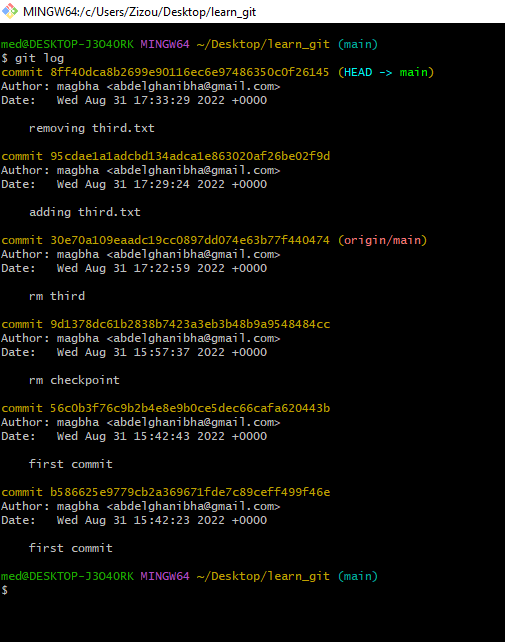 MINGW64:/c/Users/Zizou/Desktop/learn_git
med@DESKTOP-J3O40RK MINGW64 ~/Desktop/learn_git (main)
$ git log
commit 8ff40dca8b2699e90116ec6e97486350c0f26145 (HEAD -> main)
Author: magbha <abdelghanibha@gmail.com>
Date:   Wed Aug 31 17:33:29 2022 +0000
    removing third.txt
commit 95cdae1a1adcbd134adca1e863020af26be02f9d
Author: magbha <abdelghanibha@gmail.com>
Date:   Wed Aug 31 17:29:24 2022 +0000
    adding third.txt
commit 30e70a109eaadc19cc0897dd074e63b77f440474 (origin/main)
Author: magbha <abdelghanibha@gmail.com>
Date:   Wed Aug 31 17:22:59 2022 +0000
    rm third
commit 9d1378dc61b2838b7423a3eb3b48b9a9548484cc
Author: magbha <abdelghanibha@gmail.com>
Date:   Wed Aug 31 15:57:37 2022 +0000
    rm checkpoint
commit 56c0b3f76c9b2b4e8e9b0ce5dec66cafa620443b
Author: magbha <abdelghanibha@gmail.com>
Date:   Wed Aug 31 15:42:43 2022 +0000
    first commit
commit b586625e9779cb2a369671fde7c89ceff499f46e
Author: magbha <abdelghanibha@gmail.com>
Date:   Wed Aug 31 15:42:23 2022 +0000
    first commit
med@DESKTOP-J3O40RK MINGW64 ~/Desktop/learn_git (main)
$